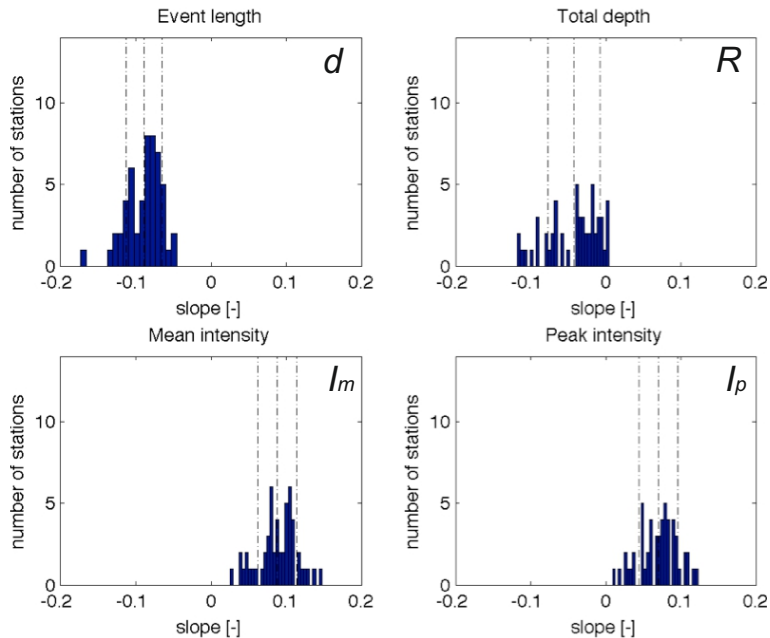 Event length
Total depth
d
R
number of stations
10
5
0
-0.2
-0.1
0
0.1
0.2
slope [-]
number of stations
10
5
0
-0.2
-0.1
0
0.1
0.2
slope [-]
Mean intensity
Peak intensity
Im
Ip
number of stations
10
5
0
-0.2
-0.1
0
0.1
0.2
slope [-]
number of stations
10
5
0
-0.2
-0.1
0
0.1
0.2
slope [-]